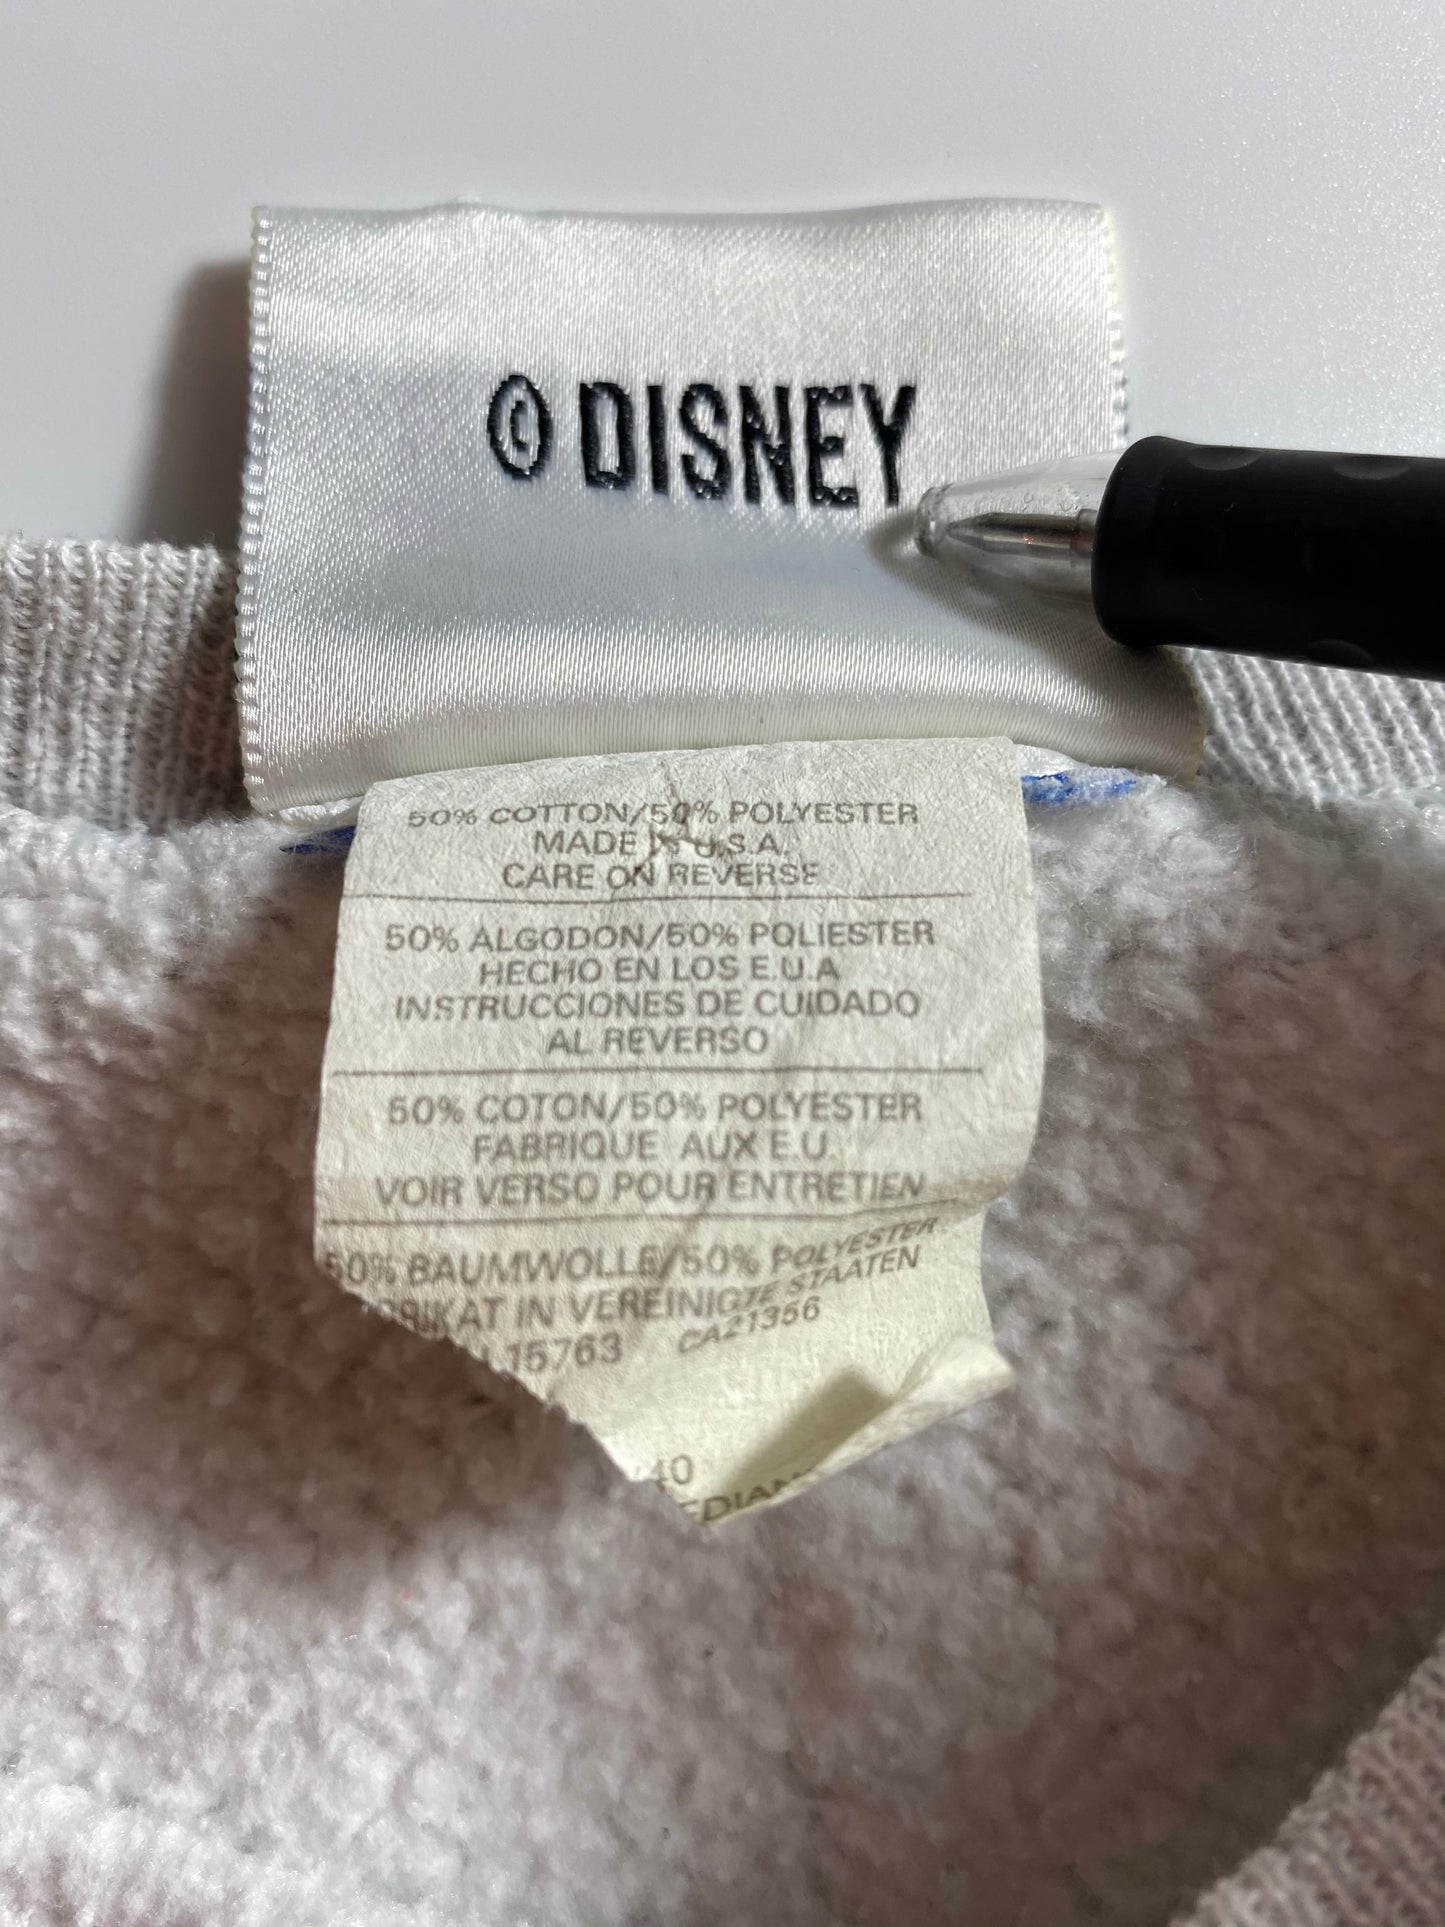 © DISNEY
50% COTTON/50% POLYESTER
MADE IN U.S.A.
CARE ON REVERSE
50% ALGODON/50% POLIESTER
HECHO EN LOS E.U.A
INSTRUCCIONES DE CUIDADO
AL REVERSO
50% COTON/50% POLYESTER
FABRIQUE AUX E.U.
VOIR VERSO POUR ENTRETIEN
50% BAUMWOLLE/50% POLYESTER
IN VEREINIGTE STAATEN
15763 CA21356
40